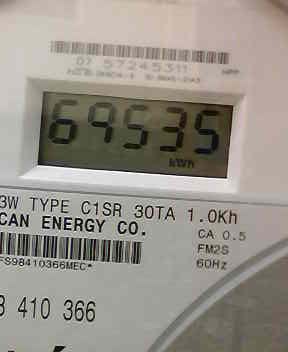 07 57245311
69535
kWh
3W TYPE C1SR 30TA 1.0Kh
CAN ENERGY CO.
CA 0.5
FM2S
FS98410366MEC*
60Hz
8 410 366